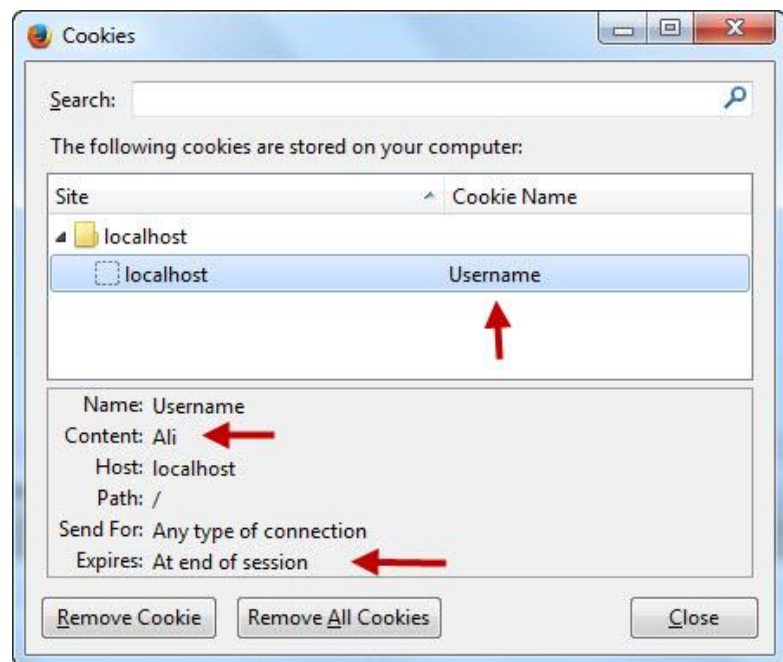 Cookies
Search:
The following cookies are stored on your computer:
Site Cookie Name
localhost
localhost Username
Name: Username
Content: Ali
Host: localhost
Path: /
Send For: Any type of connection
Expires: At end of session
Remove Cookie Remove All Cookies Close